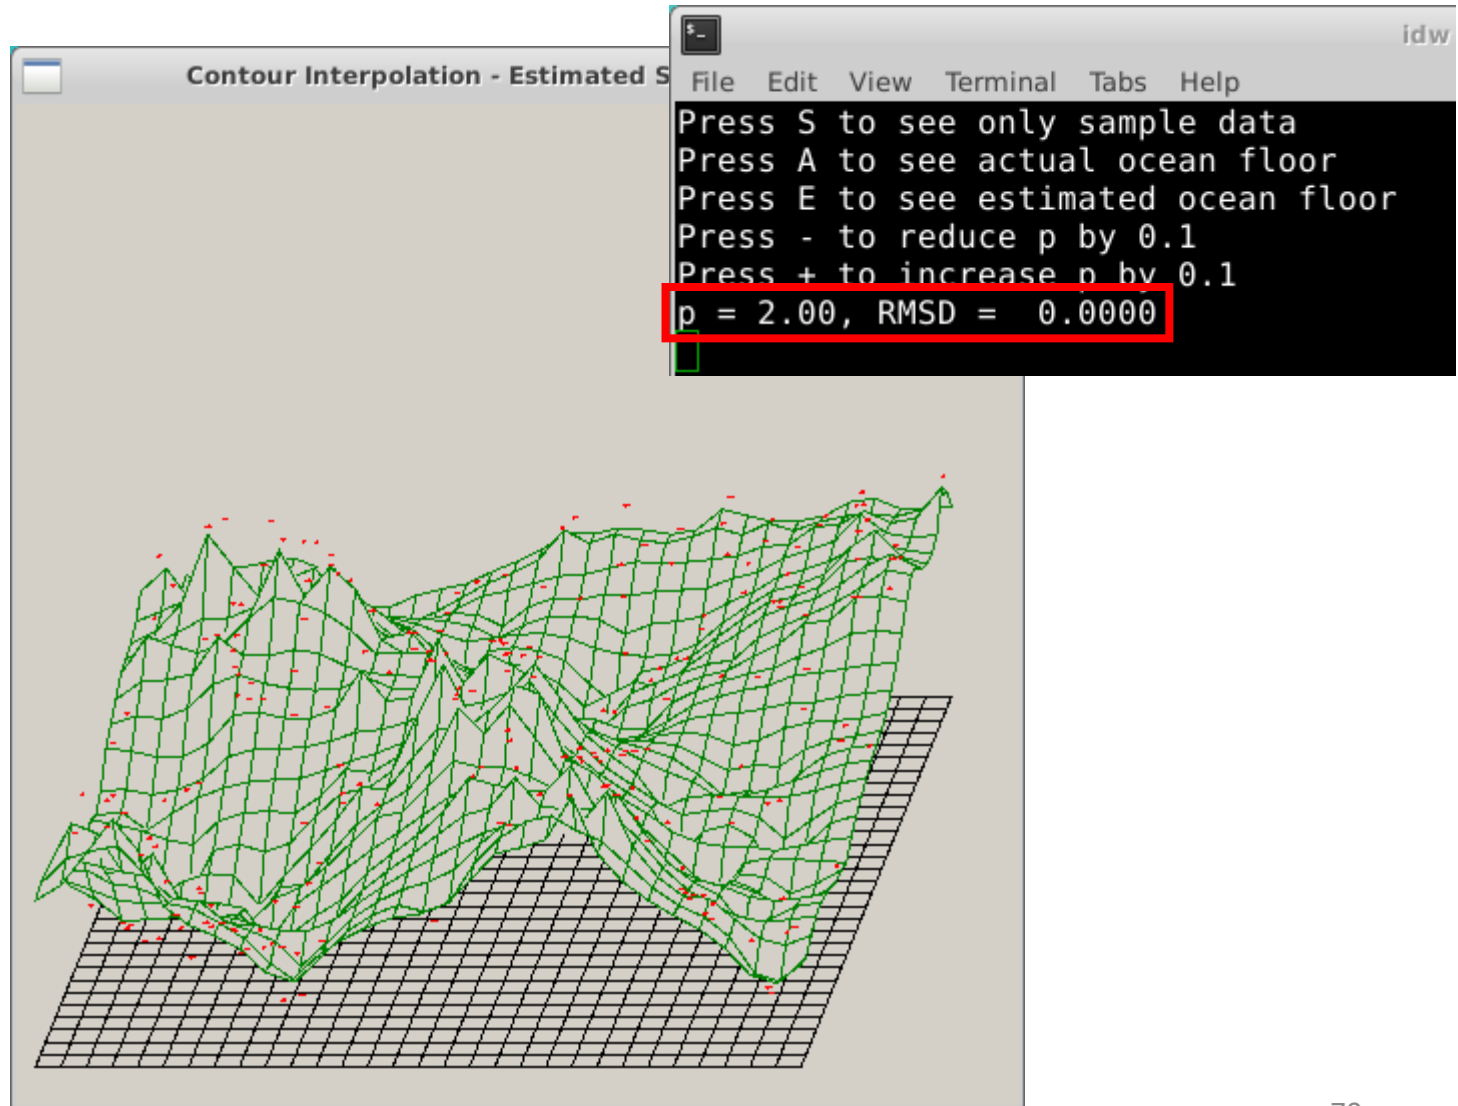 Contour Interpolation - Estimated S
idw
File Edit View Terminal Tabs Help
Press S to see only sample data
Press A to see actual ocean floor
Press E to see estimated ocean floor
Press - to reduce p by 0.1
Press + to increase p by 0.1
p = 2.00, RMSD =  0.0000